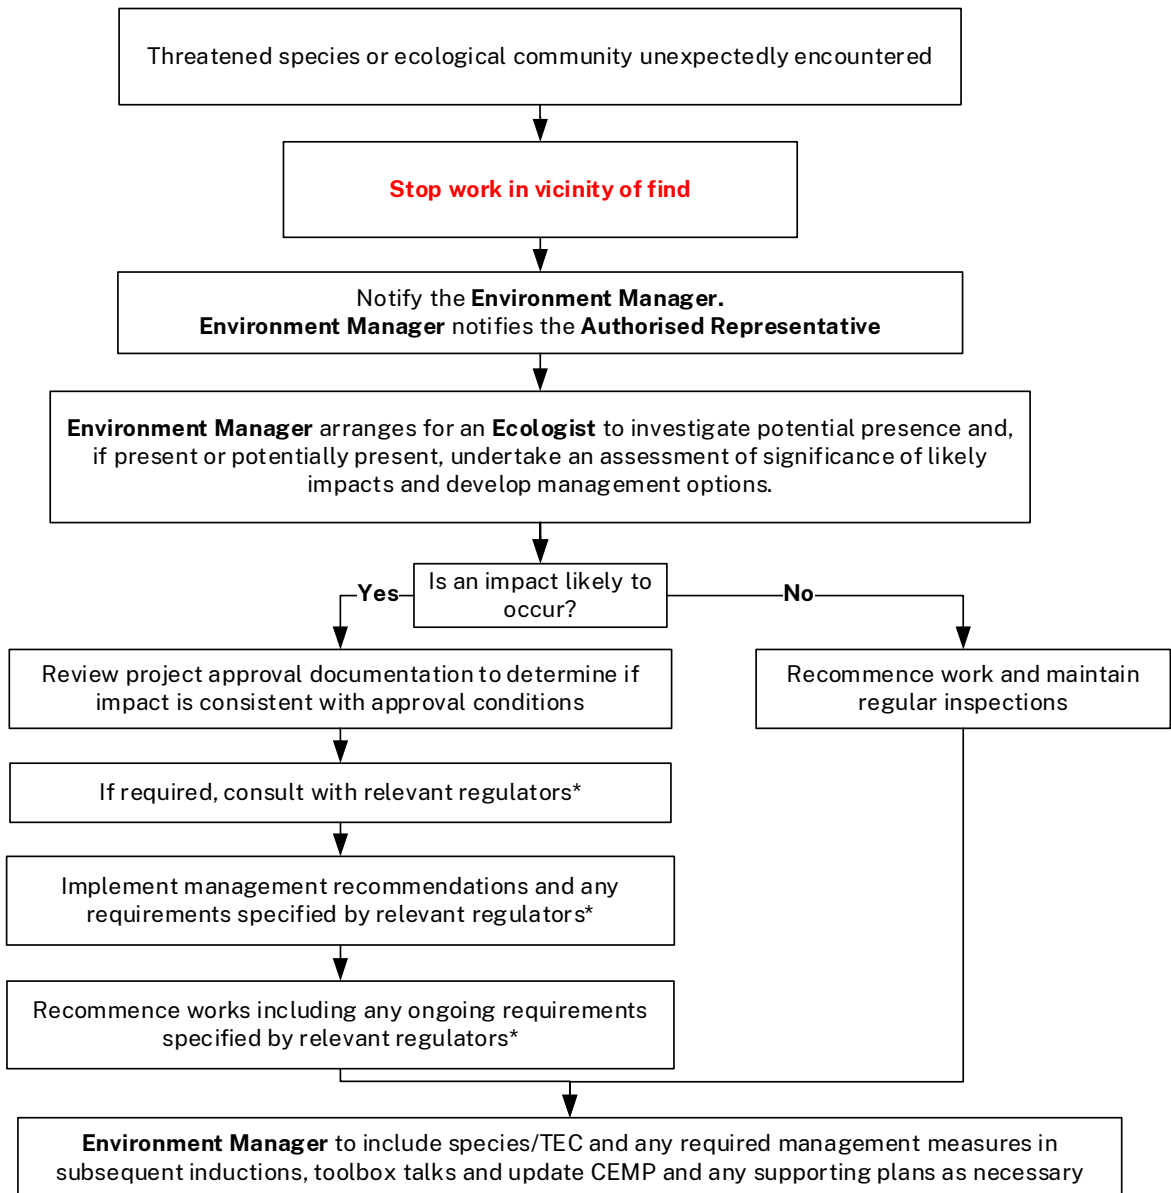 Threatened species or ecological community unexpectedly encountered
Stop work in vicinity of find
Notify the Environment Manager.
Environment Manager notifies the Authorised Representative
Environment Manager arranges for an Ecologist to investigate potential presence and,
if present or potentially present, undertake an assessment of significance of likely
impacts and develop management options.
Is an impact likely to
occur?
Yes
No
Review project approval documentation to determine if
impact is consistent with approval conditions
Recommence work and maintain
regular inspections
If required, consult with relevant regulators*
Implement management recommendations and any
requirements specified by relevant regulators*
Recommence works including any ongoing requirements
specified by relevant regulators*
Environment Manager to include species/TEC and any required management measures in
subsequent inductions, toolbox talks and update CEMP and any supporting plans as necessary